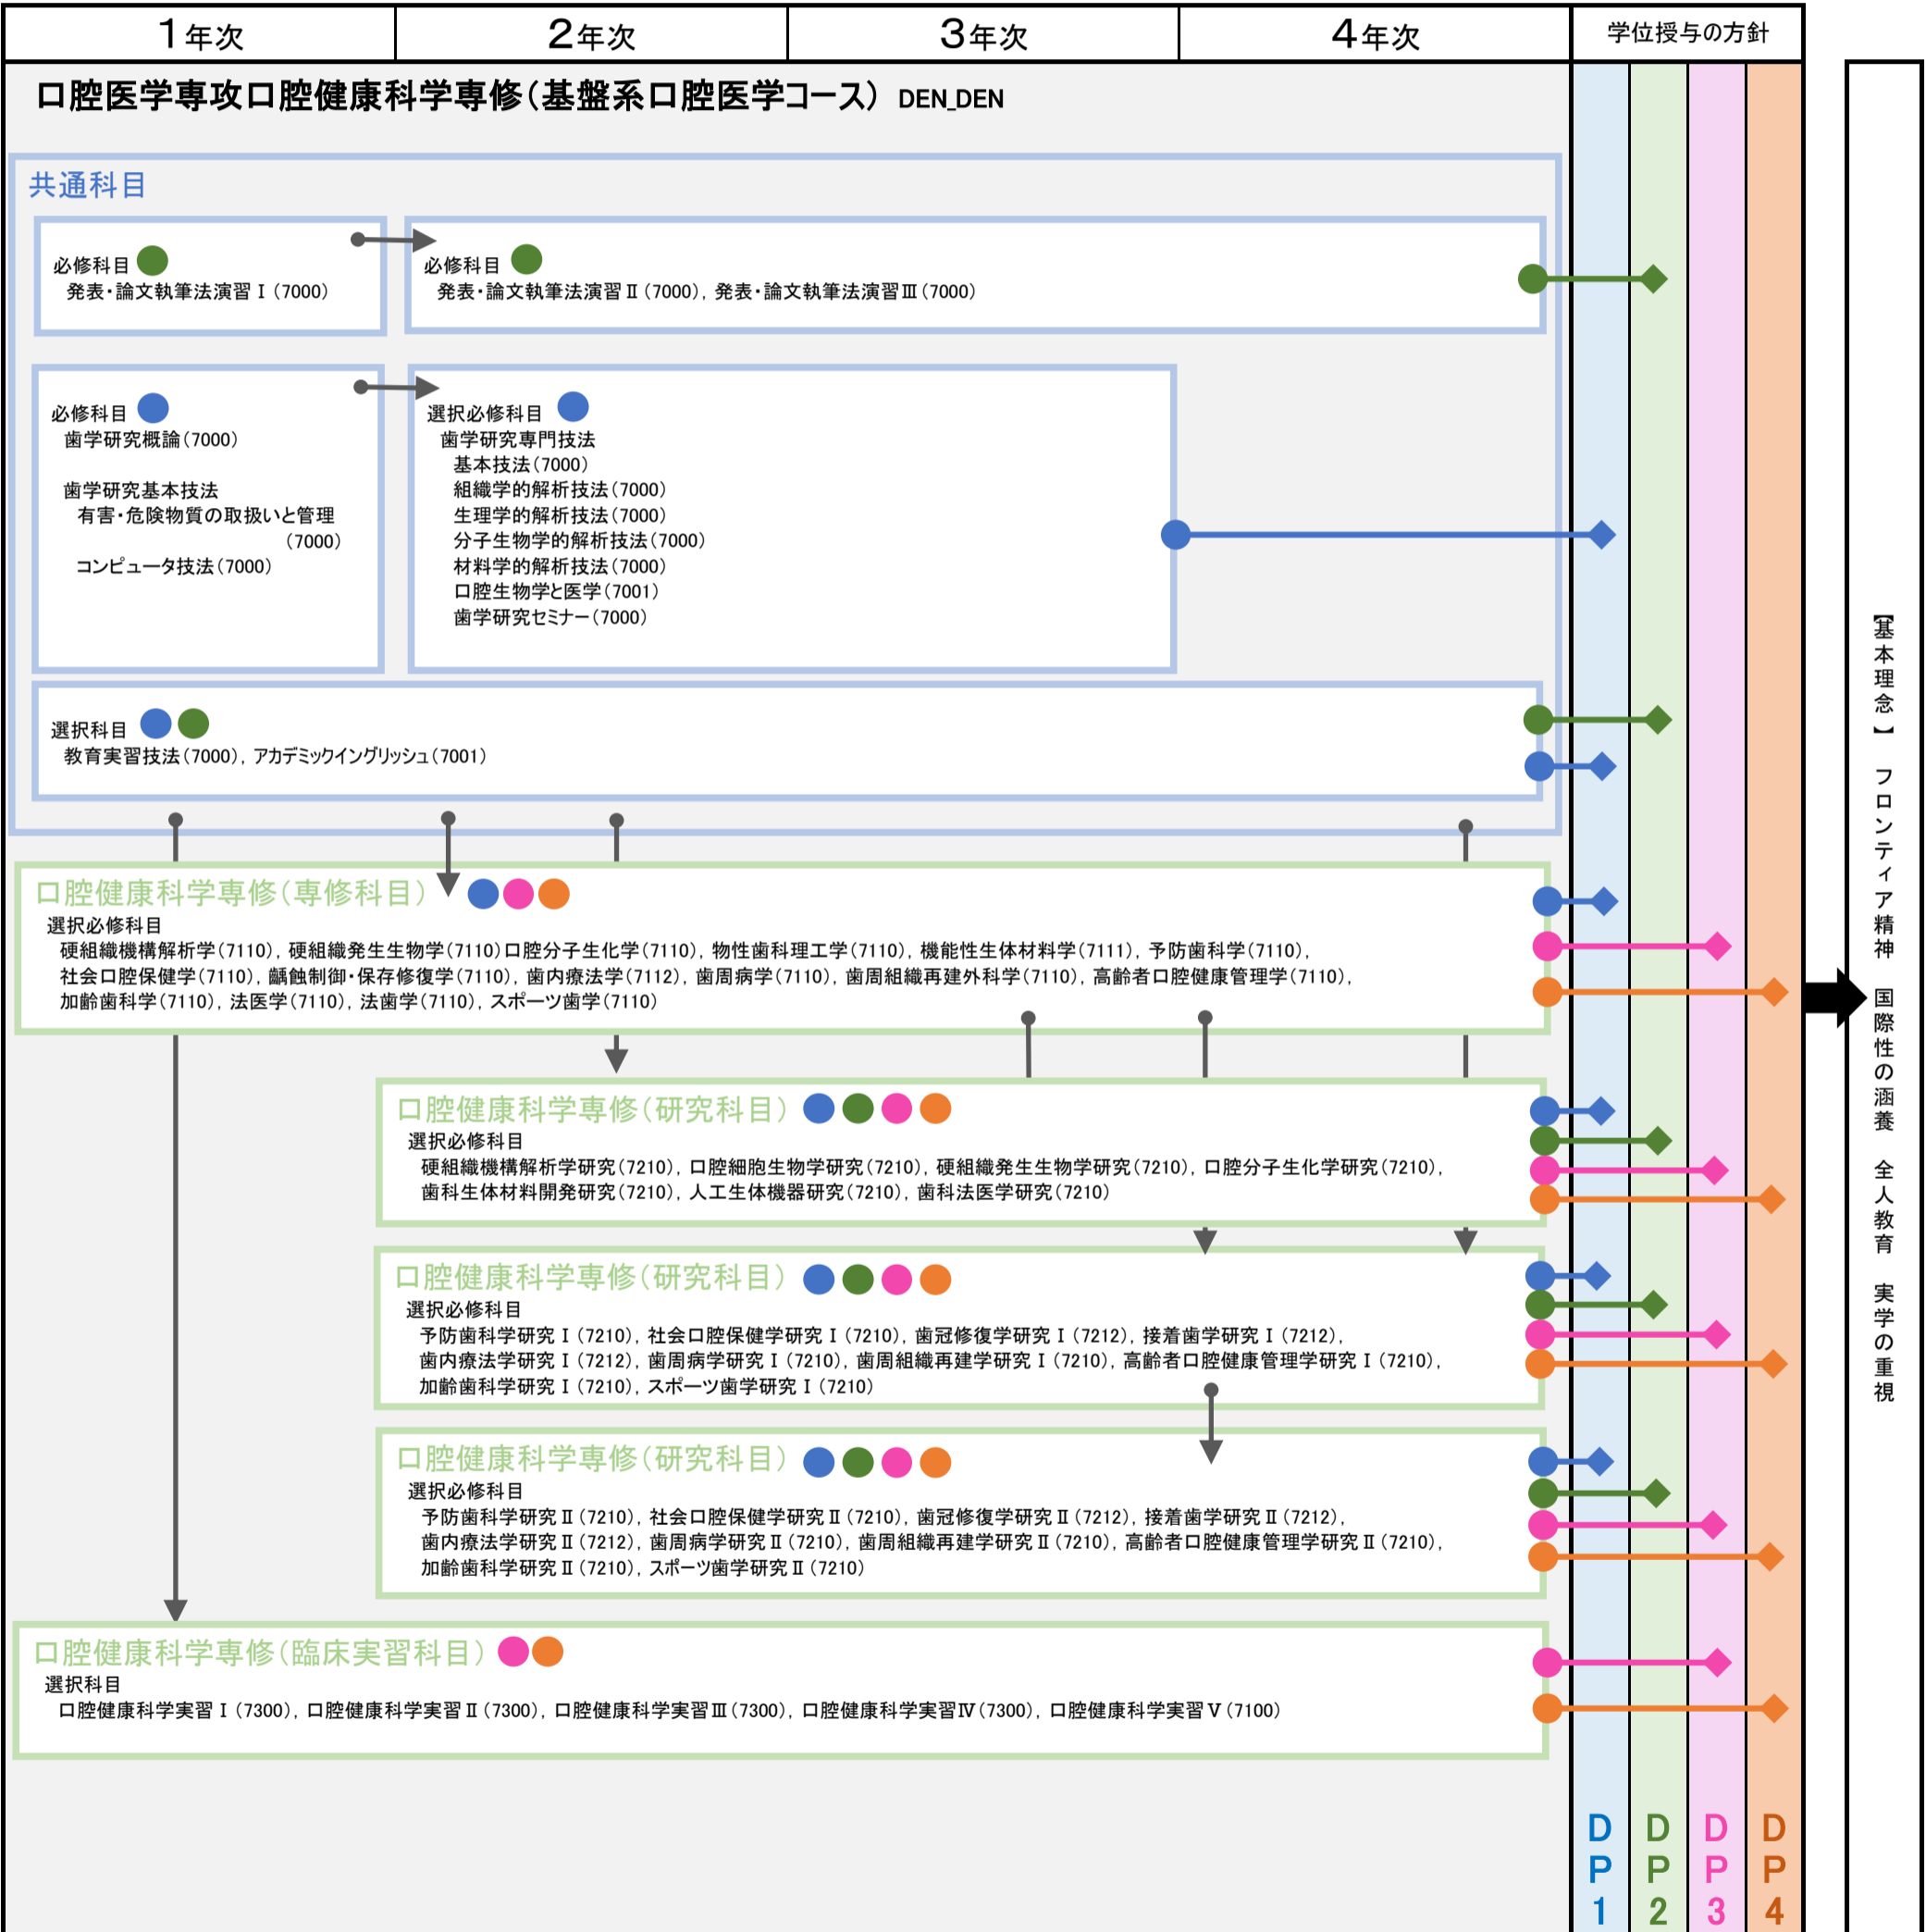 1年次
2年次
3年次
4年次
学位授与の方針
口腔医学専攻口腔健康科学専修（基盤系口腔医学コース） DEN_DEN
共通科目
必修科目
発表・論文執筆法演習Ⅰ（7000）
必修科目
発表・論文執筆法演習Ⅱ（7000），発表・論文執筆法演習Ⅲ（7000）
必修科目
歯学研究概論（7000）
歯学研究基本技法
有害・危険物質の取扱いと管理
（7000）
コンピュータ技法（7000）
選択必修科目
歯学研究専門技法
基本技法（7000）
組織学的解析技法（7000）
生理学的解析技法（7000）
分子生物学的解析技法（7000）
材料学的解析技法（7000）
口腔生物学と医学（7001）
歯学研究セミナー（7000）
選択科目
教育実習技法（7000），アカデミックイングリッシュ（7001）
口腔健康科学専修（専修科目）
選択必修科目
硬組織機構解析学（7110），硬組織発生生物学（7110）口腔分子生化学（7110），物性歯科理工学（7110），機能性生体材料学（7111），予防歯科学（7110），
社会口腔保健学（7110），齲蝕制御・保存修復学（7110），歯内療法学（7112），歯周病学（7110），歯周組織再建外科学（7110），高齢者口腔健康管理学（7110），
加齢歯科学（7110），法医学（7110），法歯学（7110），スポーツ歯学（7110）
口腔健康科学専修（研究科目）
選択必修科目
硬組織機構解析学研究（7210），口腔細胞生物学研究（7210），硬組織発生生物学研究（7210），口腔分子生化学研究（7210），
歯科生体材料開発研究（7210），人工生体機器研究（7210），歯科法医学研究（7210）
口腔健康科学専修（研究科目）
選択必修科目
予防歯科学研究Ⅰ（7210），社会口腔保健学研究Ⅰ（7210），歯冠修復学研究Ⅰ（7212），接着歯学研究Ⅰ（7212），
歯内療法学研究Ⅰ（7212），歯周病学研究Ⅰ（7210），歯周組織再建学研究Ⅰ（7210），高齢者口腔健康管理学研究Ⅰ（7210），
加齢歯科学研究Ⅰ（7210），スポーツ歯学研究Ⅰ（7210）
口腔健康科学専修（研究科目）
選択必修科目
予防歯科学研究Ⅱ（7210），社会口腔保健学研究Ⅱ（7210），歯冠修復学研究Ⅱ（7212），接着歯学研究Ⅱ（7212），
歯内療法学研究Ⅱ（7212），歯周病学研究Ⅱ（7210），歯周組織再建学研究Ⅱ（7210），高齢者口腔健康管理学研究Ⅱ（7210），
加齢歯科学研究Ⅱ（7210），スポーツ歯学研究Ⅱ（7210）
口腔健康科学専修（臨床実習科目）
選択科目
口腔健康科学実習Ⅰ（7300），口腔健康科学実習Ⅱ（7300），口腔健康科学実習Ⅲ（7300），口腔健康科学実習Ⅳ（7300），口腔健康科学実習Ⅴ（7100）
DP1
DP2
DP3
DP4
【基本理念】 フロンティア精神 国際性の涵養 全人教育 実学の重視